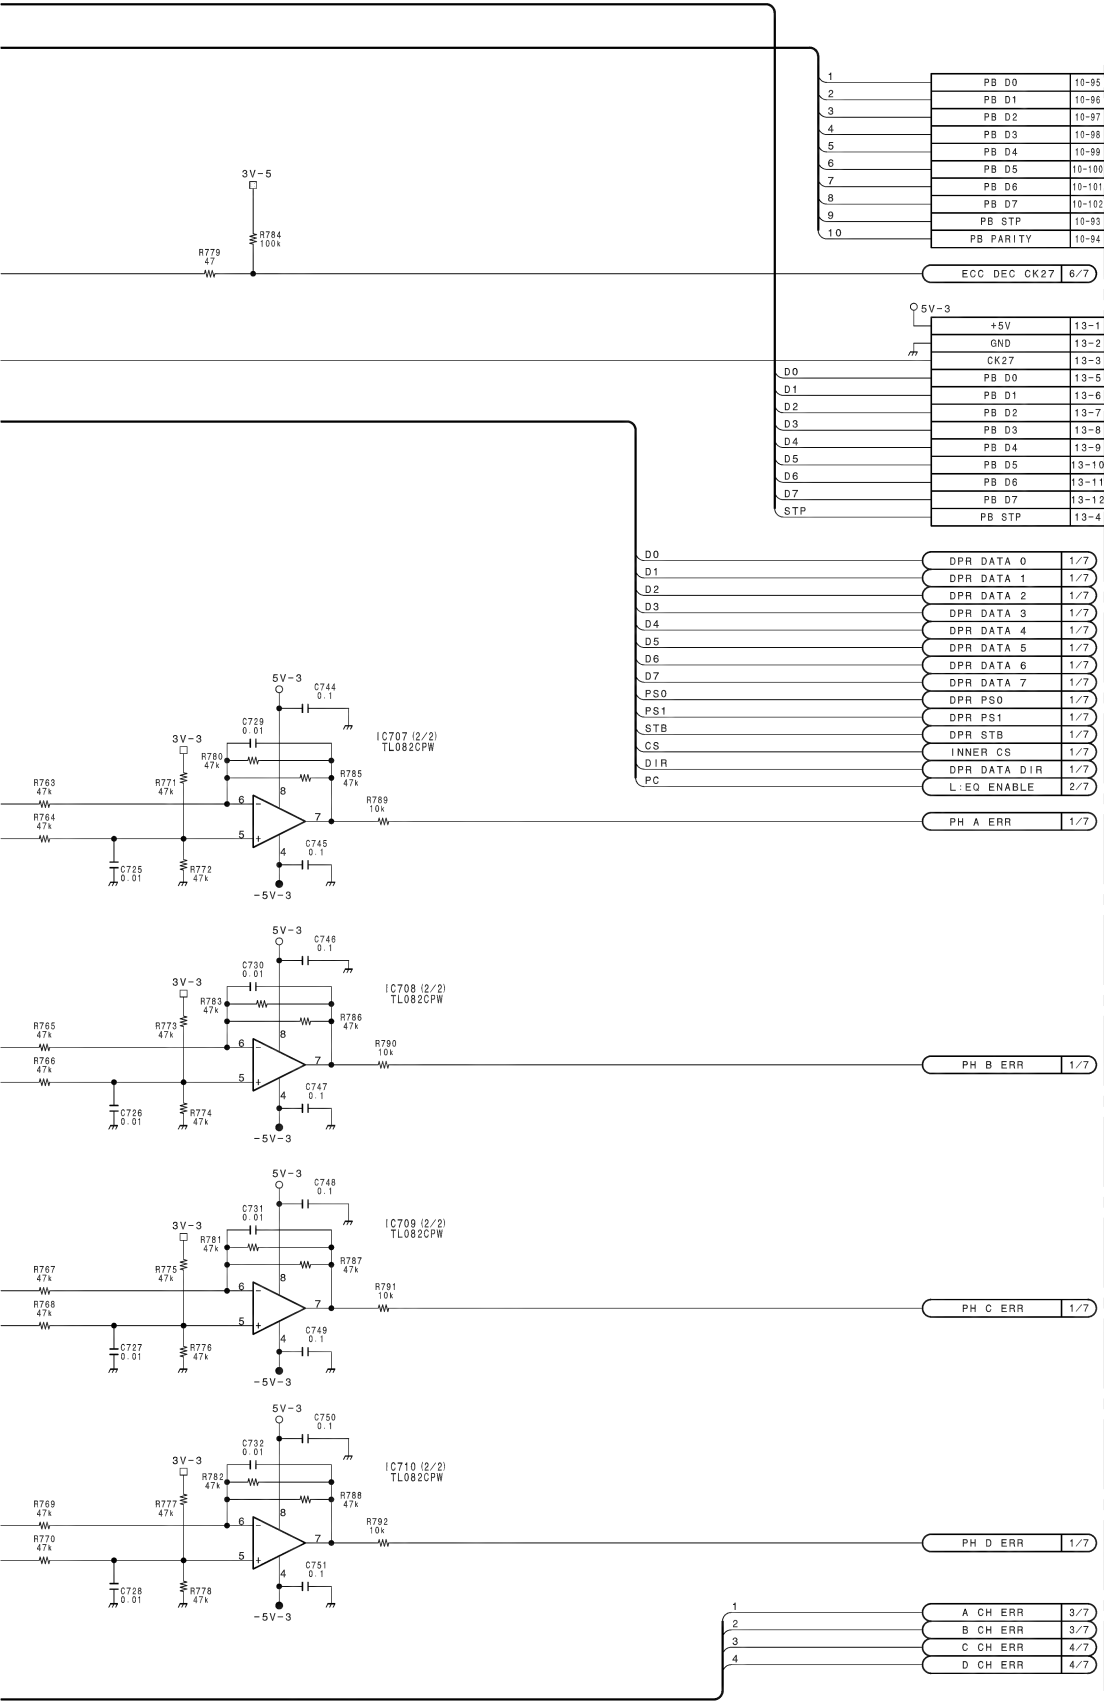 1 PB D0 10-95
2 PB D1 10-96
3 PB D2 10-97
4 PB D3 10-98
5 PB D4 10-99
6 PB D5 10-100
7 PB D6 10-101
8 PB D7 10-102
9 PB STP 10-93
10 PB PARITY 10-94
3V-5
R784
100k
R779
47
ECC DEC CK27 6/7
5V-3
+5V 13-1
GND 13-2
CK27 13-3
D0 PB D0 13-5
D1 PB D1 13-6
D2 PB D2 13-7
D3 PB D3 13-8
D4 PB D4 13-9
D5 PB D5 13-10
D6 PB D6 13-11
D7 PB D7 13-12
STP PB STP 13-4
D0 DPR DATA 0 1/7
D1 DPR DATA 1 1/7
D2 DPR DATA 2 1/7
D3 DPR DATA 3 1/7
D4 DPR DATA 4 1/7
D5 DPR DATA 5 1/7
D6 DPR DATA 6 1/7
D7 DPR DATA 7 1/7
PS0 DPR PS0 1/7
PS1 DPR PS1 1/7
STB DPR STB 1/7
CS INNER CS 1/7
DIR DPR DATA DIR 1/7
PC L:EQ ENABLE 2/7
5V-3
C744
0.1
C729
0.01
IC707 (2/2)
TL082CPW
3V-3
R780
47k
R785
47k
R763
47k
R771
47k
R764
47k
8
6 −
5 +
7
4
R789
10k
PH A ERR 1/7
C725
0.01
R772
47k
C745
0.1
-5V-3
5V-3
C746
0.1
C730
0.01
IC708 (2/2)
TL082CPW
3V-3
R783
47k
R786
47k
R765
47k
R773
47k
R766
47k
8
6 −
5 +
7
4
R790
10k
PH B ERR 1/7
C726
0.01
R774
47k
C747
0.1
-5V-3
5V-3
C748
0.1
C731
0.01
IC709 (2/2)
TL082CPW
3V-3
R781
47k
R787
47k
R767
47k
R775
47k
R768
47k
8
6 −
5 +
7
4
R791
10k
PH C ERR 1/7
C727
0.01
R776
47k
C749
0.1
-5V-3
5V-3
C750
0.1
C732
0.01
IC710 (2/2)
TL082CPW
3V-3
R782
47k
R788
47k
R769
47k
R777
47k
R770
47k
8
6 −
5 +
7
4
R792
10k
PH D ERR 1/7
C728
0.01
R778
47k
C751
0.1
-5V-3
1 A CH ERR 3/7
2 B CH ERR 3/7
3 C CH ERR 4/7
4 D CH ERR 4/7